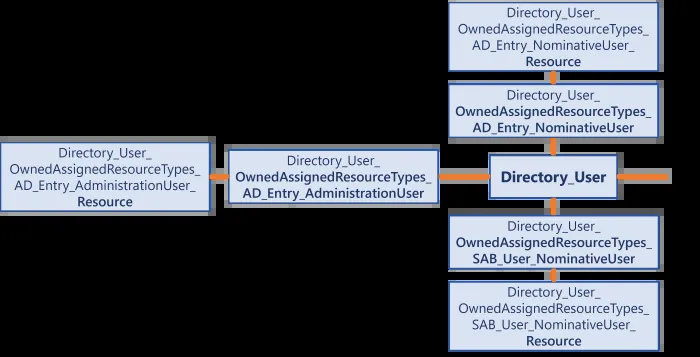 Directory_User_
OwnedAssignedResourceTypes_
AD_Entry_NominativeUser_
Resource
Directory_User_
OwnedAssignedResourceTypes_
AD_Entry_NominativeUser
Directory_User_
OwnedAssignedResourceTypes_
AD_Entry_AdministrationUser_
Resource
Directory_User_
OwnedAssignedResourceTypes_
AD_Entry_AdministrationUser
Directory_User
Directory_User_
OwnedAssignedResourceTypes_
SAB_User_NominativeUser
Directory_User_
OwnedAssignedResourceTypes_
SAB_User_NominativeUser_
Resource